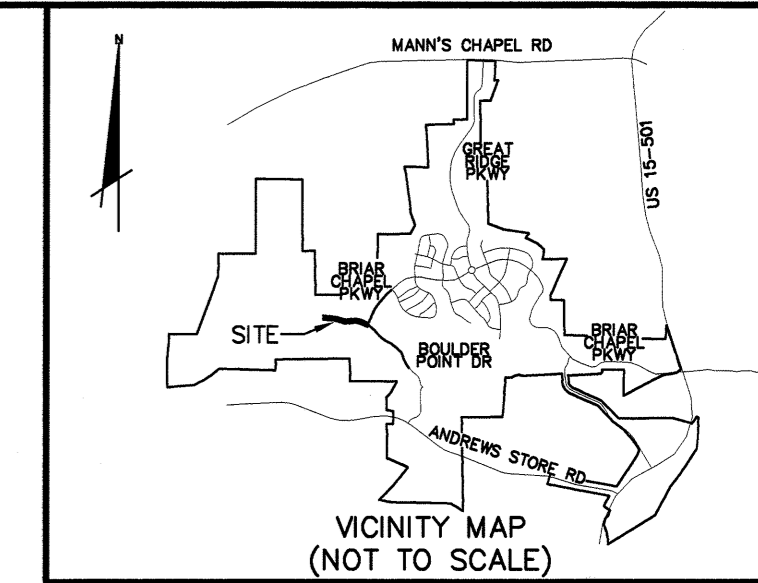 N
MANN'S CHAPEL RD
GREAT
RIDGE
PKWY
US 15-501
BRIAR
CHAPEL
PKWY
SITE
BOULDER
POINT DR
BRIAR
CHAPEL
PKWY
ANDREWS STORE RD
VICINITY MAP
(NOT TO SCALE)